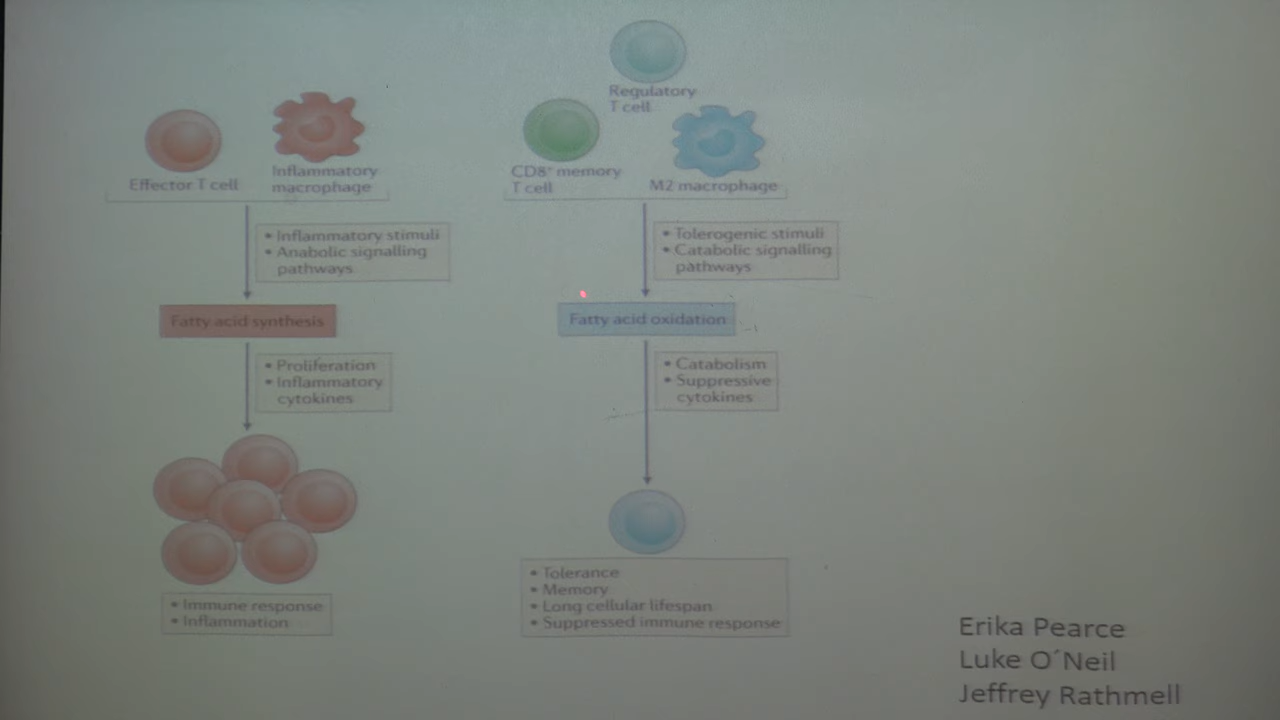 Effector T cell
Inflammatory
macrophage
• Inflammatory stimuli
• Anabolic signalling
pathways
Fatty acid synthesis
• Proliferation
• Inflammatory
cytokines
• Immune response
• Inflammation
Regulatory
T cell
CD8⁺ memory
T cell
M2 macrophage
• Tolerogenic stimuli
• Catabolic signalling
pathways
Fatty acid oxidation
• Catabolism
• Suppressive
cytokines
• Tolerance
• Memory
• Long cellular lifespan
• Suppressed immune response
Erika Pearce
Luke O´Neil
Jeffrey Rathmell